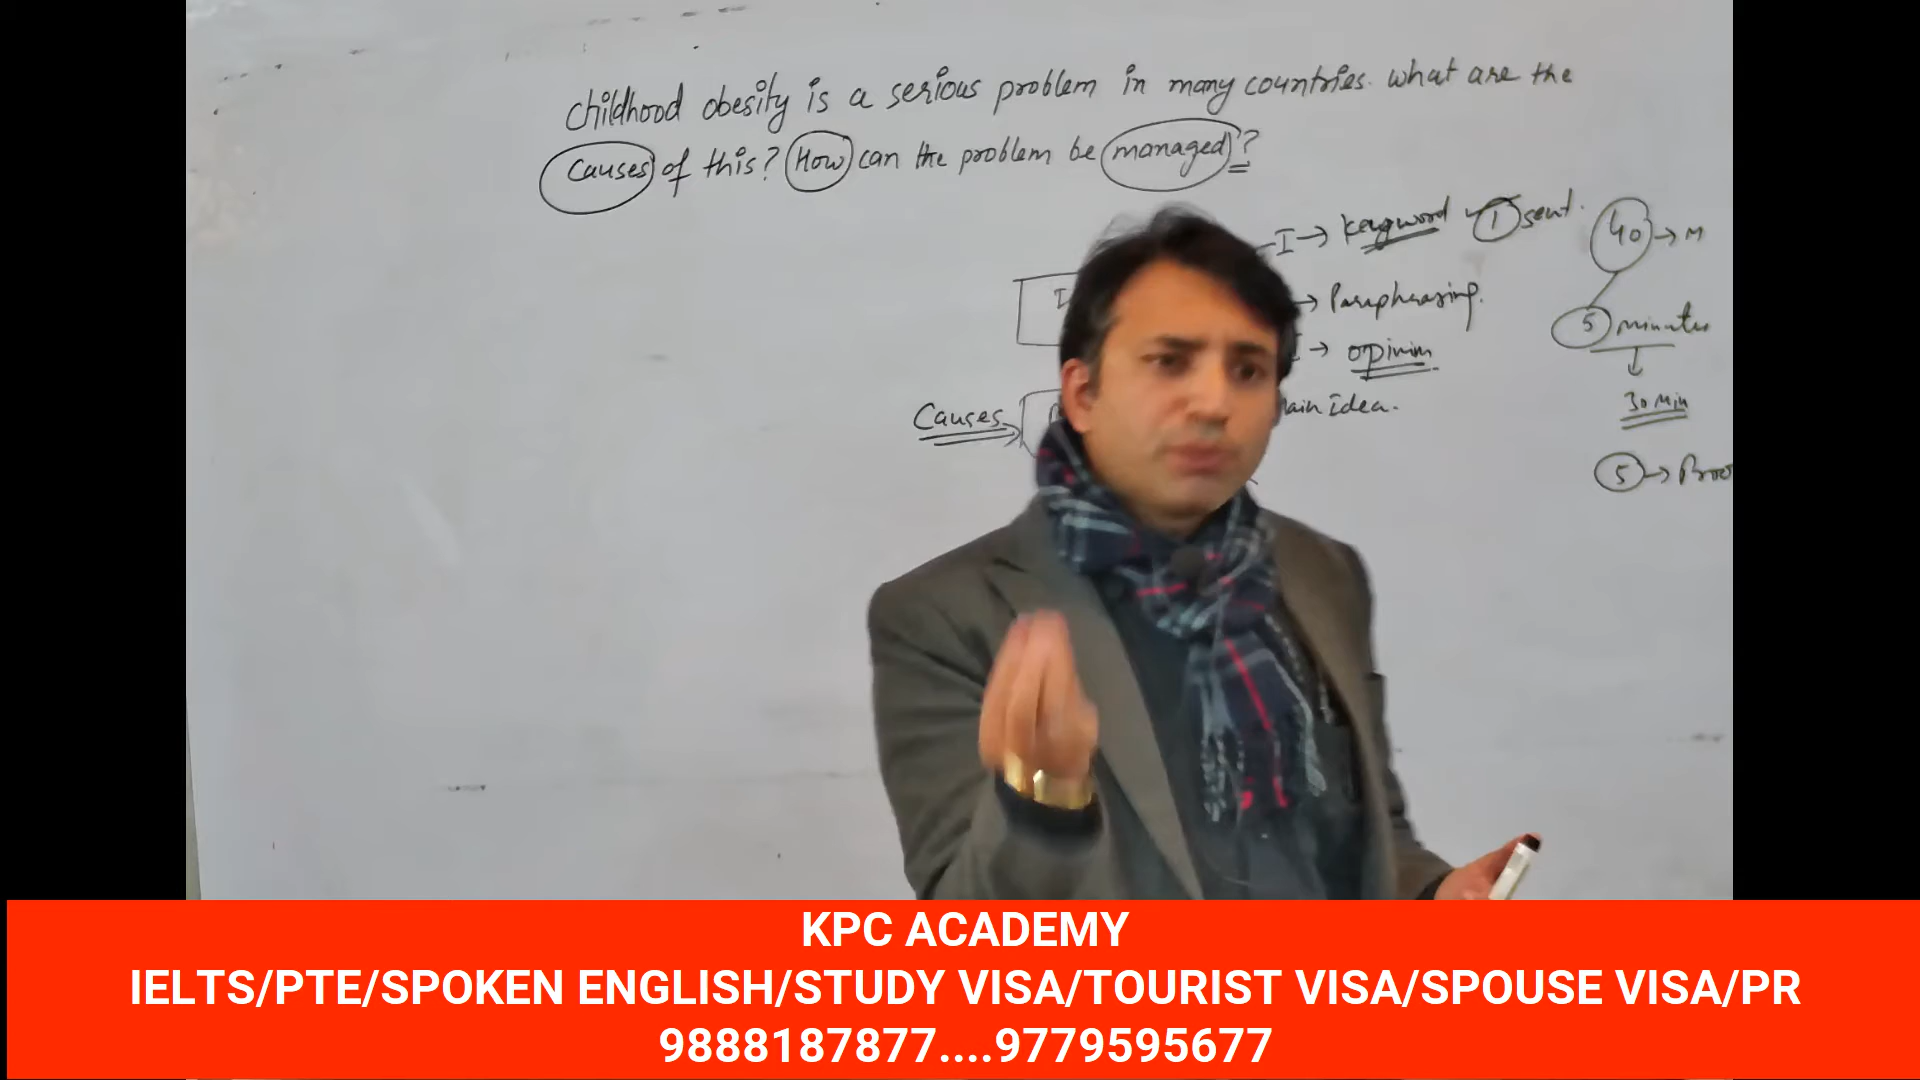 Childhood obesity is a serious problem in many countries. What are the
Causes of this? How can the problem be managed?
I → keyword 1 sent.
40 → M
→ Paraphrasing.
5 minutes
I
I → opinion
30 Min
Causes
ain Idea.
5 → Proo
KPC ACADEMY
IELTS/PTE/SPOKEN ENGLISH/STUDY VISA/TOURIST VISA/SPOUSE VISA/PR
9888187877....9779595677